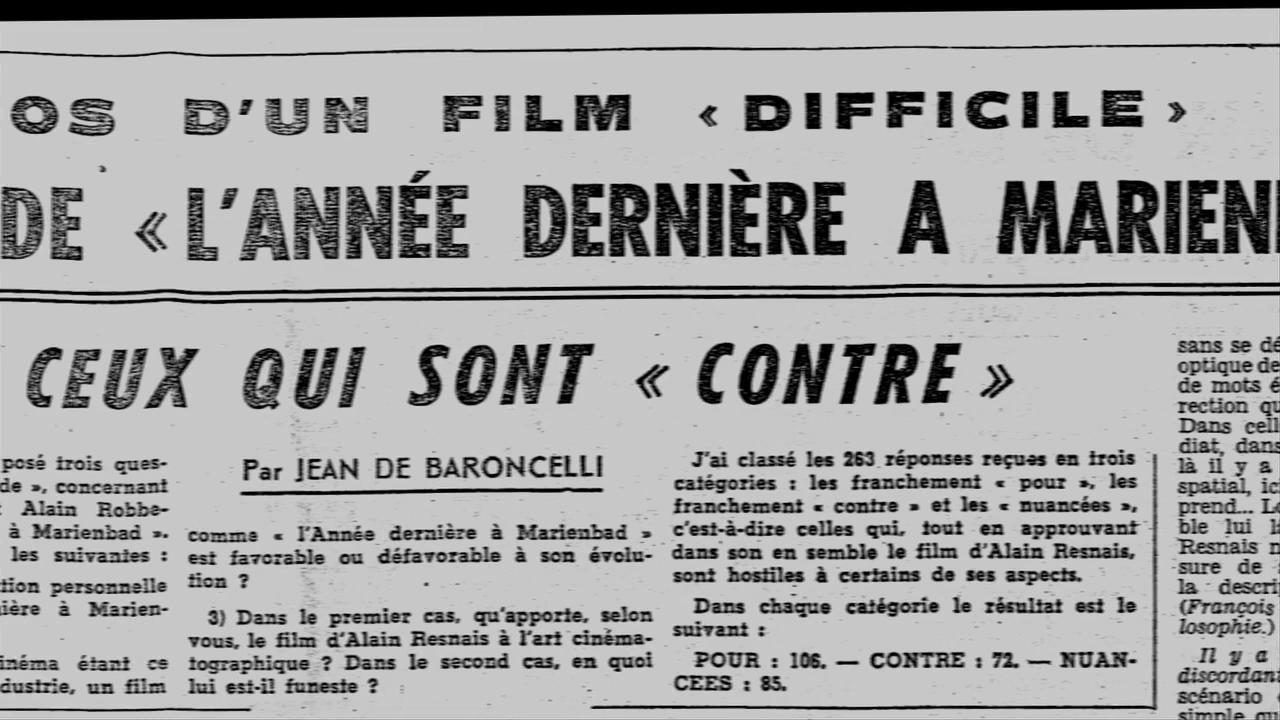 OS D'UN FILM « DIFFICILE »
DE « L'ANNÉE DERNIÈRE A MARIEN
CEUX QUI SONT « CONTRE »
posé trois ques-
de », concernant
Alain Robbe-
à Marienbad ».
les suivantes :
tion personnelle
ière à Marien-
inéma étant ce
dustrie, un film
Par JEAN DE BARONCELLI
comme « l'Année dernière à Marienbad »
est favorable ou défavorable à son évolu-
tion ?
3) Dans le premier cas, qu'apporte, selon
vous, le film d'Alain Resnais à l'art cinéma-
tographique ? Dans le second cas, en quoi
lui est-il funeste ?
J'ai classé les 263 réponses reçues en trois
catégories : les franchement « pour », les
franchement « contre » et les « nuancées »,
c'est-à-dire celles qui, tout en approuvant
dans son en semble le film d'Alain Resnais,
sont hostiles à certains de ses aspects.
Dans chaque catégorie le résultat est le
suivant :
POUR : 106. — CONTRE : 72. — NUAN-
CEES : 85.
sans se dé
optique de
de mots é
rection qu
Dans cell
diat, dans
là il y a
spatial, ici
prend... Le
ble lui l
Resnais n
sure de
la descri
(François
losophie.)
Il y a
discordan
scénario
simple qu